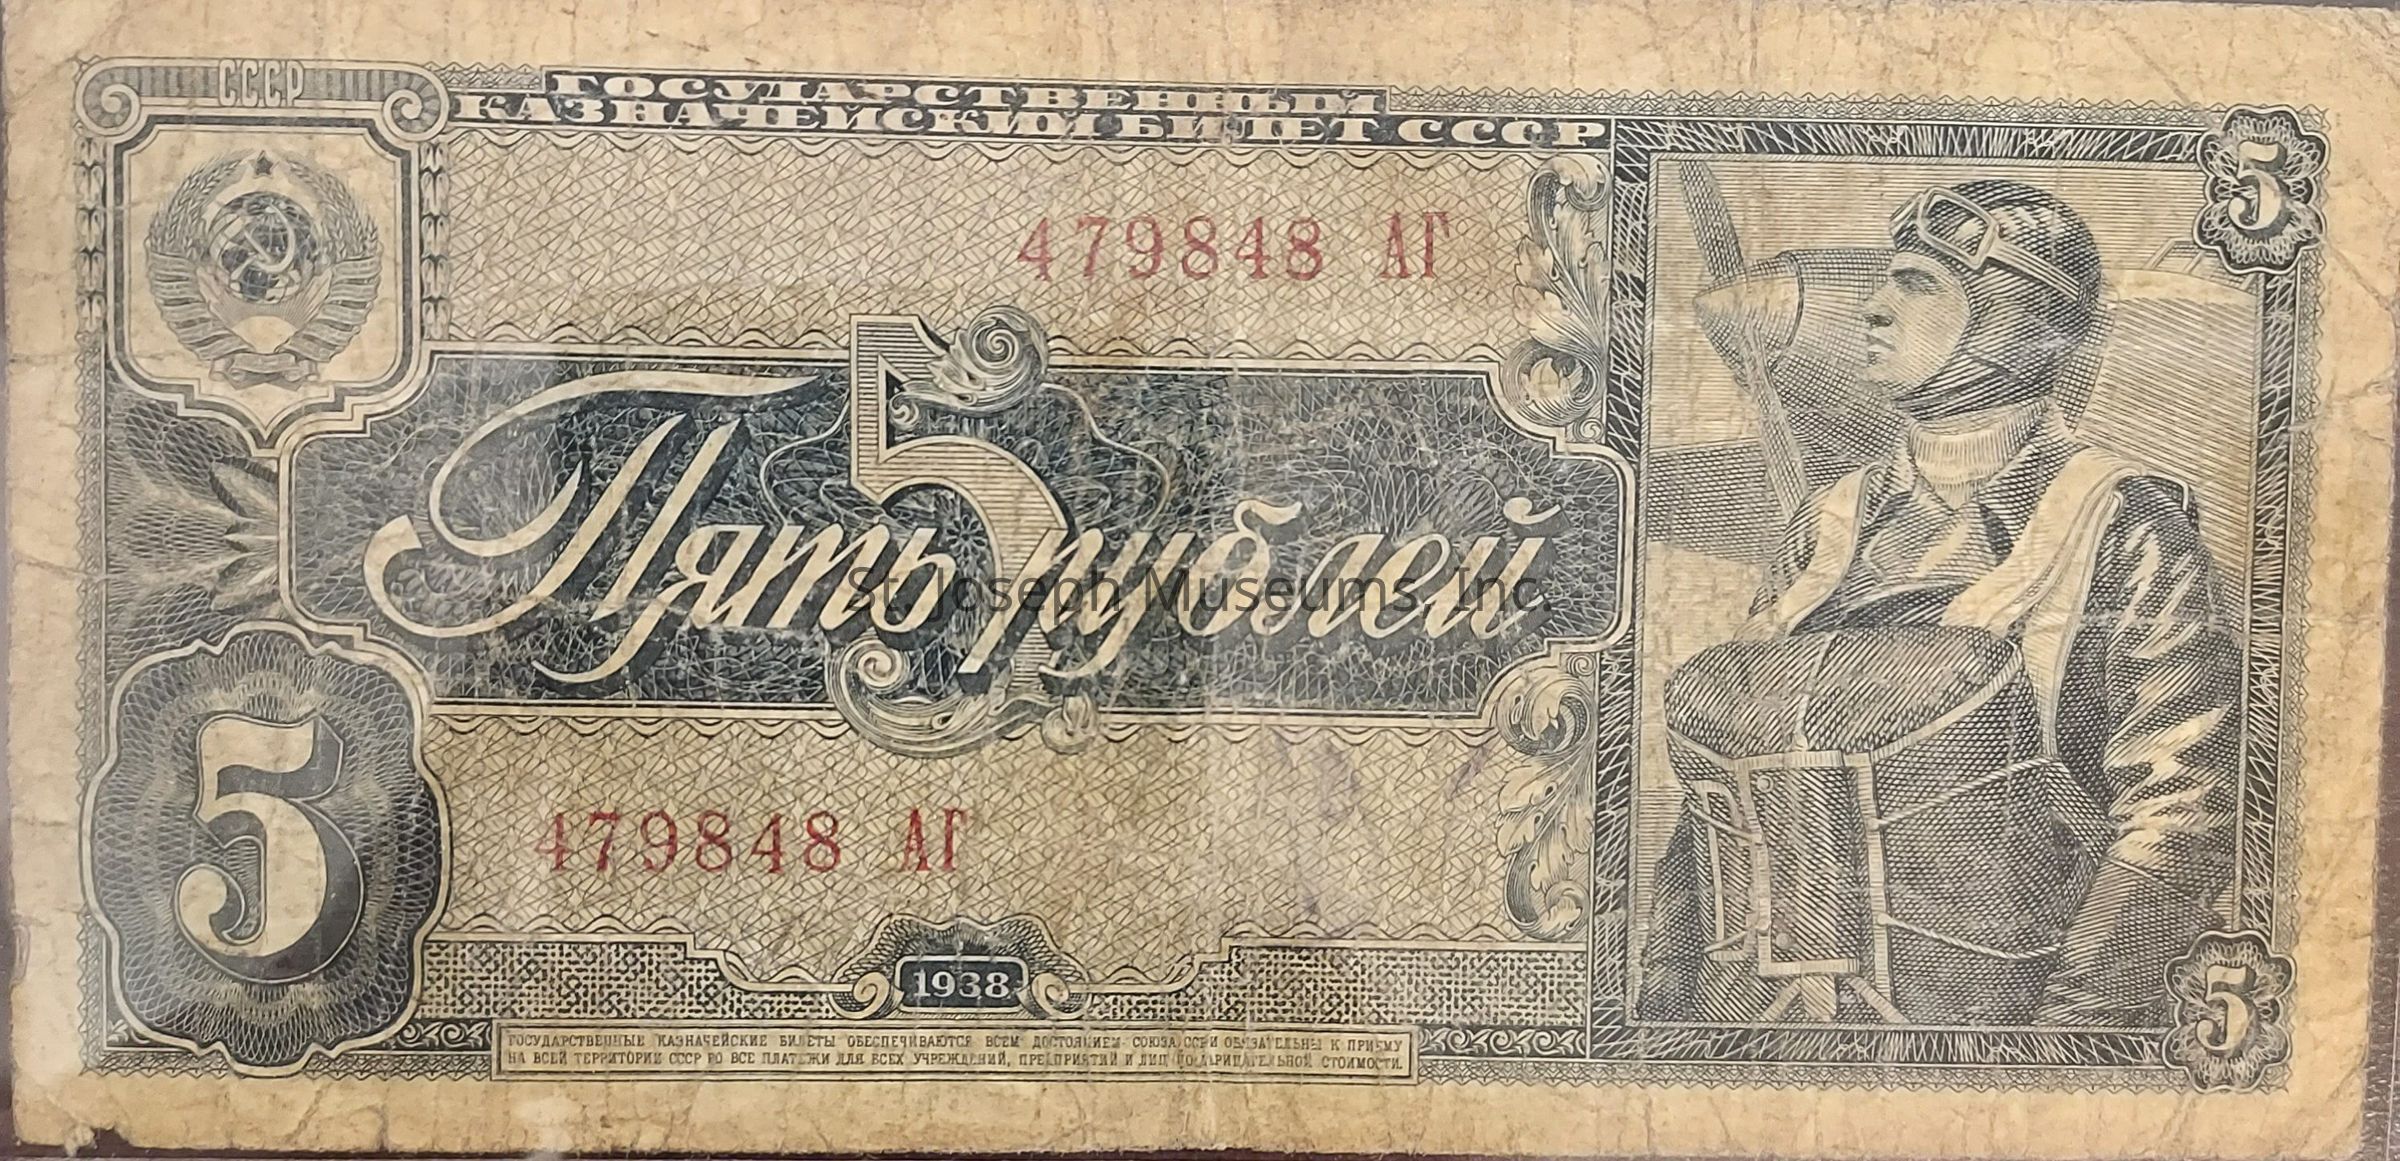 СССР
ГОСУДАРСТВЕННЫЙ
КАЗНАЧЕЙСКИЙ БИЛЕТ СССР
5
479848 АГ
5
Пять рублей
St. Joseph Museums, Inc.
5
479848 АГ
1938
5
ГОСУДАРСТВЕННЫЕ КАЗНАЧЕЙСКИЕ БИЛЕТЫ ОБЕСПЕЧИВАЮТСЯ ВСЕМ ДОСТОЯНИЕМ СОЮЗА ССР И ОБЯЗАТЕЛЬНЫ К ПРИЕМУ
НА ВСЕЙ ТЕРРИТОРИИ СССР ВО ВСЕ ПЛАТЕЖИ ДЛЯ ВСЕХ УЧРЕЖДЕНИЙ, ПРЕДПРИЯТИЙ И ЛИЦ ПО НАРИЦАТЕЛЬНОЙ СТОИМОСТИ.